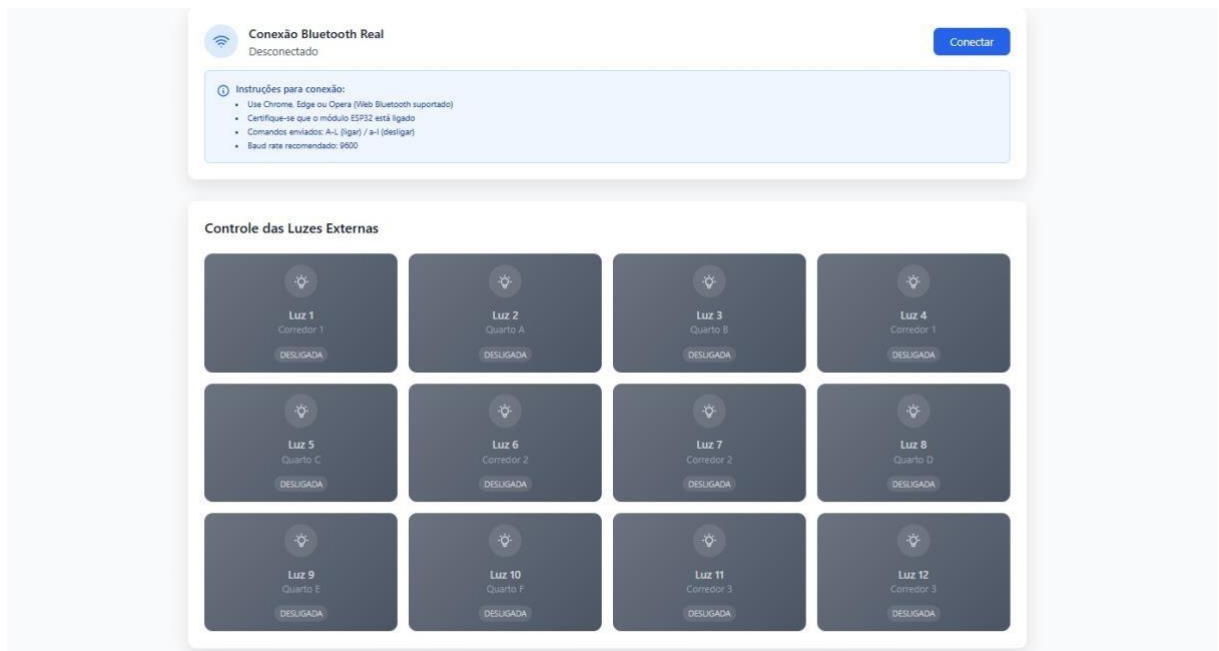 Conexão Bluetooth Real
Desconectado
Conectar
Instruções para conexão:
• Use Chrome, Edge ou Opera (Web Bluetooth suportado)
• Certifique-se que o módulo ESP32 está ligado
• Comandos enviados: A-L (ligar) / a-l (desligar)
• Baud rate recomendado: 9600
Controle das Luzes Externas
Luz 1
Corredor 1
DESLIGADA
Luz 2
Quarto A
DESLIGADA
Luz 3
Quarto B
DESLIGADA
Luz 4
Corredor 1
DESLIGADA
Luz 5
Quarto C
DESLIGADA
Luz 6
Corredor 2
DESLIGADA
Luz 7
Corredor 2
DESLIGADA
Luz 8
Quarto D
DESLIGADA
Luz 9
Quarto E
DESLIGADA
Luz 10
Quarto F
DESLIGADA
Luz 11
Corredor 3
DESLIGADA
Luz 12
Corredor 3
DESLIGADA